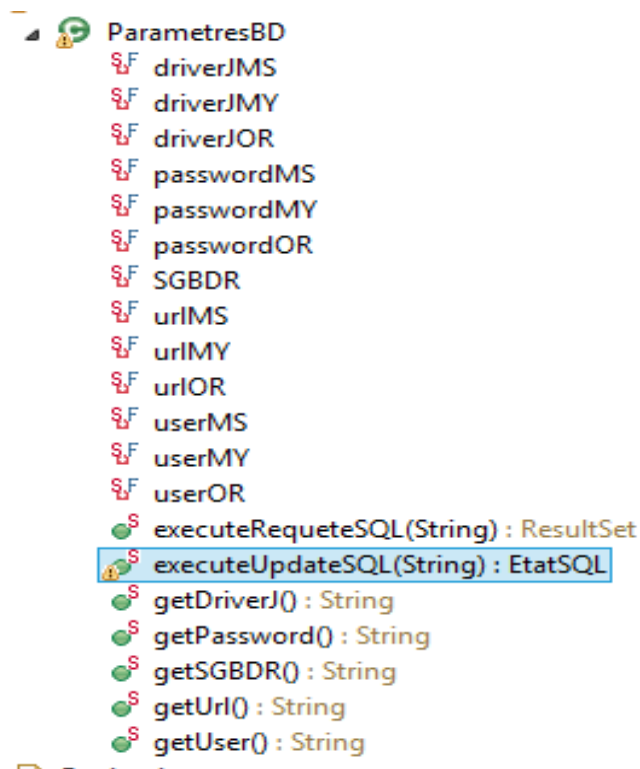 ParametresBD
driverJMS
driverJMY
driverJOR
passwordMS
passwordMY
passwordOR
SGBDR
urlMS
urlMY
urlOR
userMS
userMY
userOR
executeRequeteSQL(String) : ResultSet
executeUpdateSQL(String) : EtatSQL
getDriverJ() : String
getPassword() : String
getSGBDR() : String
getUrl() : String
getUser() : String